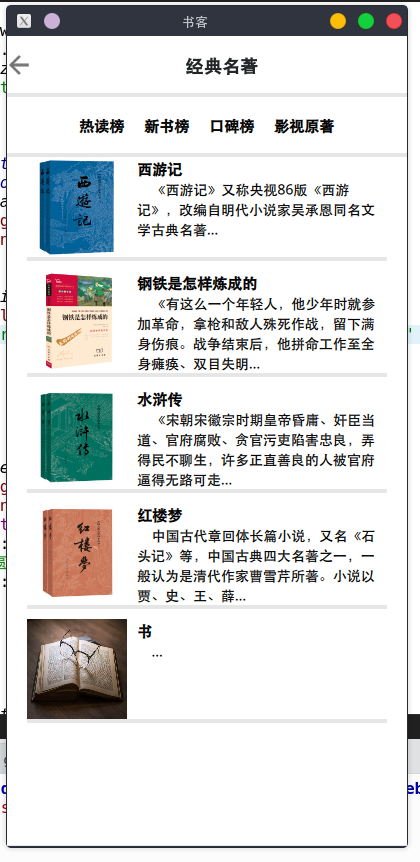 书客
经典名著
热读榜 新书榜 口碑榜 影视原著
西游记
《西游记》又称央视86版《西游
记》，改编自明代小说家吴承恩同名文
学古典名著...
西遊記
钢铁是怎样炼成的
《有这么一个年轻人，他少年时就参
加革命，拿枪和敌人殊死作战，留下满
身伤痕。战争结束后，他拼命工作至全
身瘫痪、双目失明...
钢铁是怎样炼成的
水浒传
《宋朝宋徽宗时期皇帝昏庸、奸臣当
道、官府腐败、贪官污吏陷害忠良，弄
得民不聊生，许多正直善良的人被官府
逼得无路可走...
水浒传
红楼梦
中国古代章回体长篇小说，又名《石
头记》等，中国古典四大名著之一，一
般认为是清代作家曹雪芹所著。小说以
贾、史、王、薛...
红楼夢
书
...